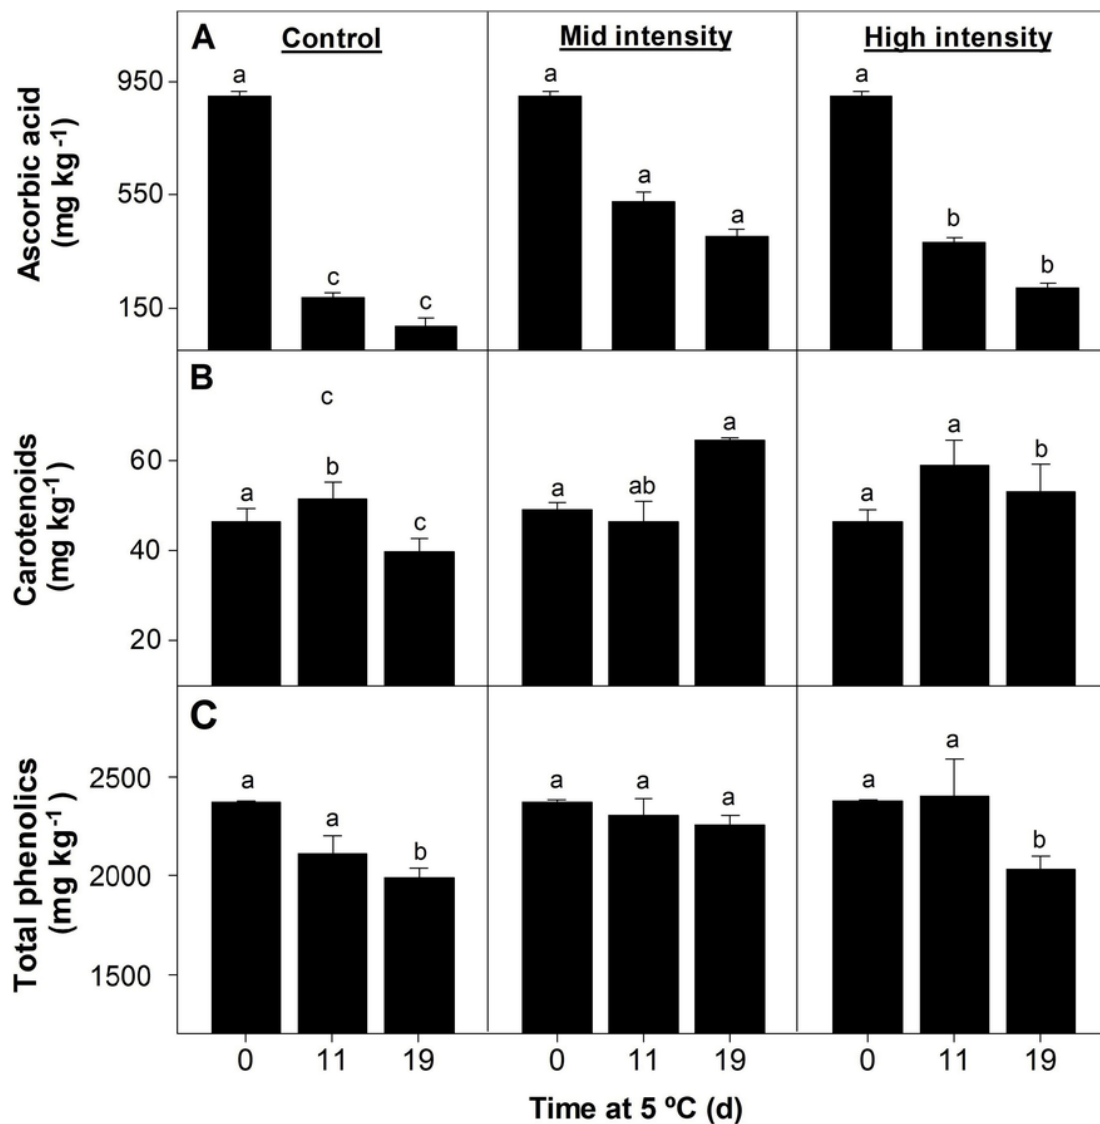 A
Control
Mid intensity
High intensity
Ascorbic acid
(mg kg⁻¹)
950
550
150
a
c
c
a
a
a
a
b
b
B
Carotenoids
(mg kg⁻¹)
60
40
20
c
a
b
c
a
ab
a
a
a
b
C
Total phenolics
(mg kg⁻¹)
2500
2000
1500
a
a
b
a
a
a
a
a
b
0 11 19 0 11 19 0 11 19
Time at 5 ºC (d)